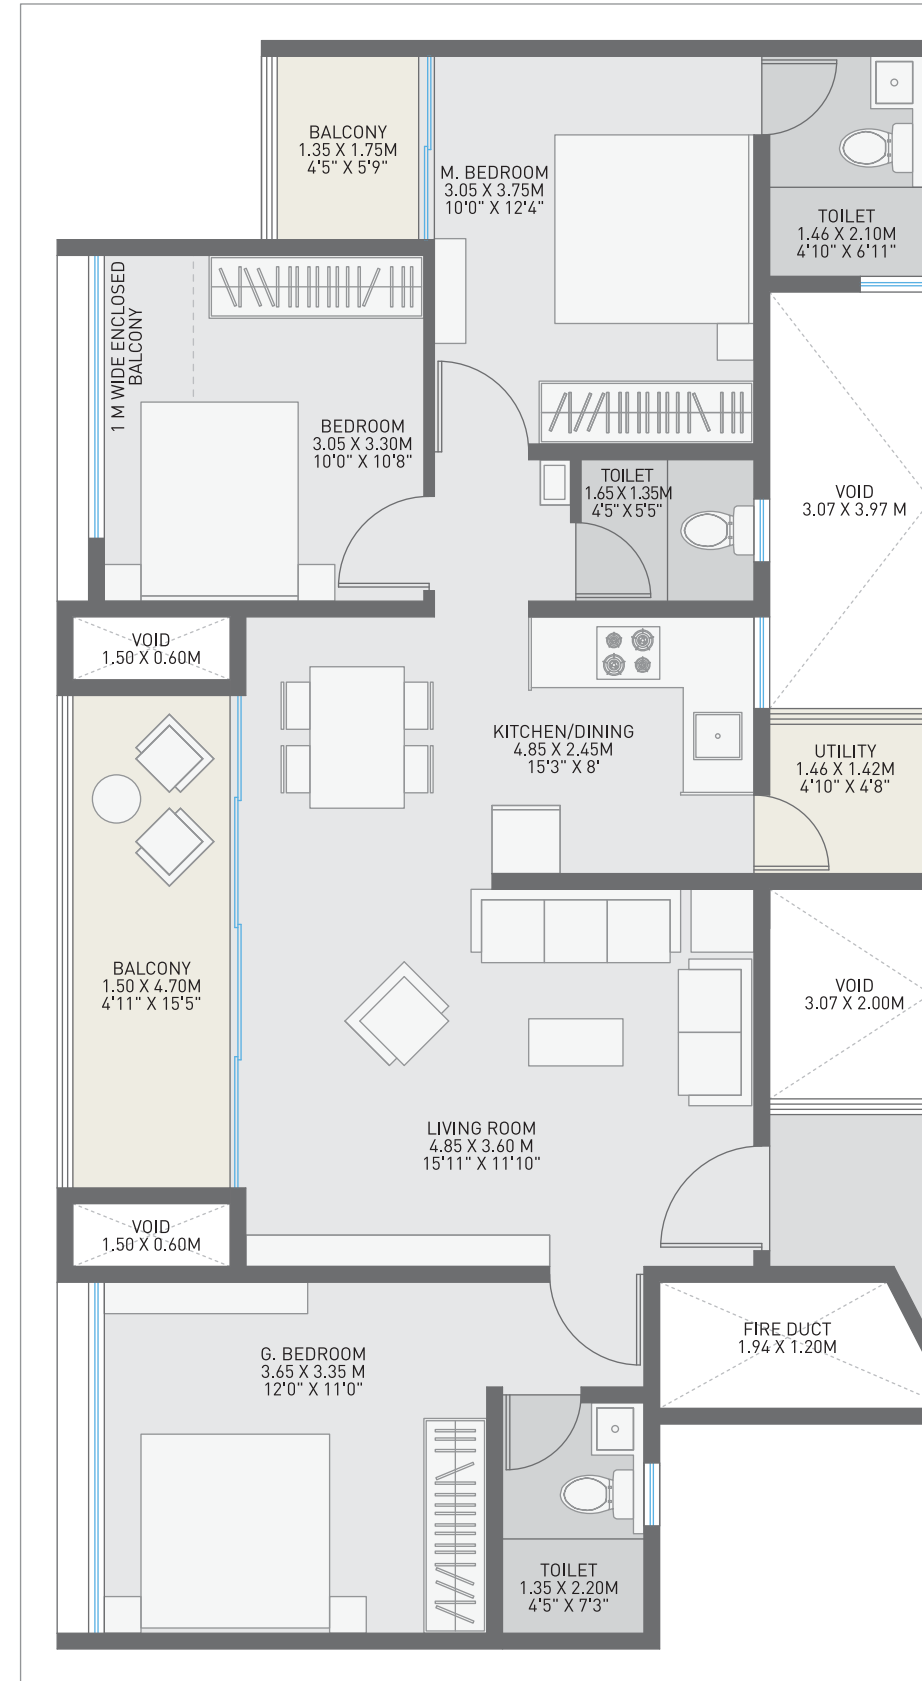 BALCONY
1.35 X 1.75M
4'5" X 5'9"
M. BEDROOM
3.05 X 3.75M
10'0" X 12'4"
TOILET
1.46 X 2.10M
4'10" X 6'11"
1 M WIDE ENCLOSED
BALCONY
BEDROOM
3.05 X 3.30M
10'0" X 10'8"
TOILET
1.65 X 1.35M
4'5" X 5'5"
VOID
3.07 X 3.97 M
VOID
1.50 X 0.60M
KITCHEN/DINING
4.85 X 2.45M
15'3" X 8'
UTILITY
1.46 X 1.42M
4'10" X 4'8"
BALCONY
1.50 X 4.70M
4'11" X 15'5"
VOID
3.07 X 2.00M
LIVING ROOM
4.85 X 3.60 M
15'11" X 11'10"
VOID
1.50 X 0.60M
G. BEDROOM
3.65 X 3.35 M
12'0" X 11'0"
FIRE DUCT
1.94 X 1.20M
TOILET
1.35 X 2.20M
4'5" X 7'3"